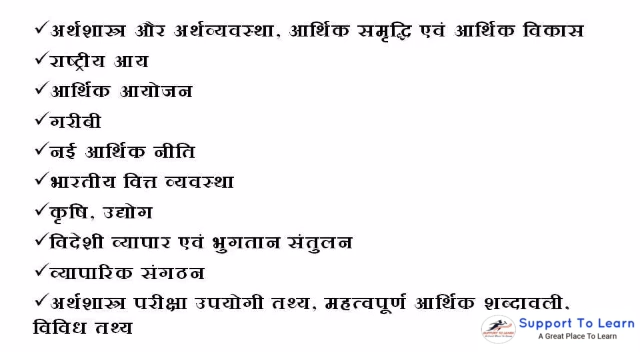 ✓अर्थशास्त्र और अर्थव्यवस्था, आर्थिक समृद्धि एवं आर्थिक विकास
✓राष्ट्रीय आय
✓आर्थिक आयोजन
✓गरीबी
✓नई आर्थिक नीति
✓भारतीय वित्त व्यवस्था
✓कृषि, उद्योग
✓विदेशी व्यापार एवं भुगतान संतुलन
✓व्यापारिक संगठन
✓अर्थशास्त्र परीक्षा उपयोगी तथ्य, महत्वपूर्ण आर्थिक शब्दावली,
विविध तथ्य
Support To Learn
A Great Place To Learn